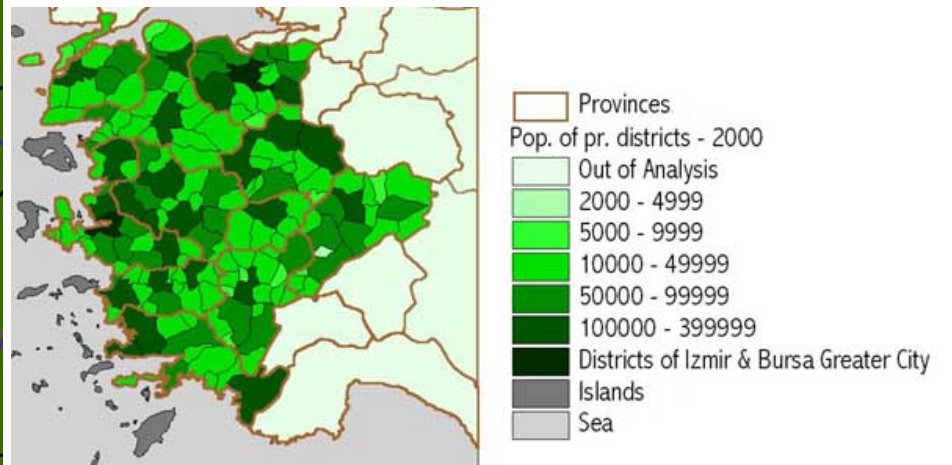 Provinces
Pop. of pr. districts - 2000
Out of Analysis
2000 - 4999
5000 - 9999
10000 - 49999
50000 - 99999
100000 - 399999
Districts of Izmir & Bursa Greater City
Islands
Sea